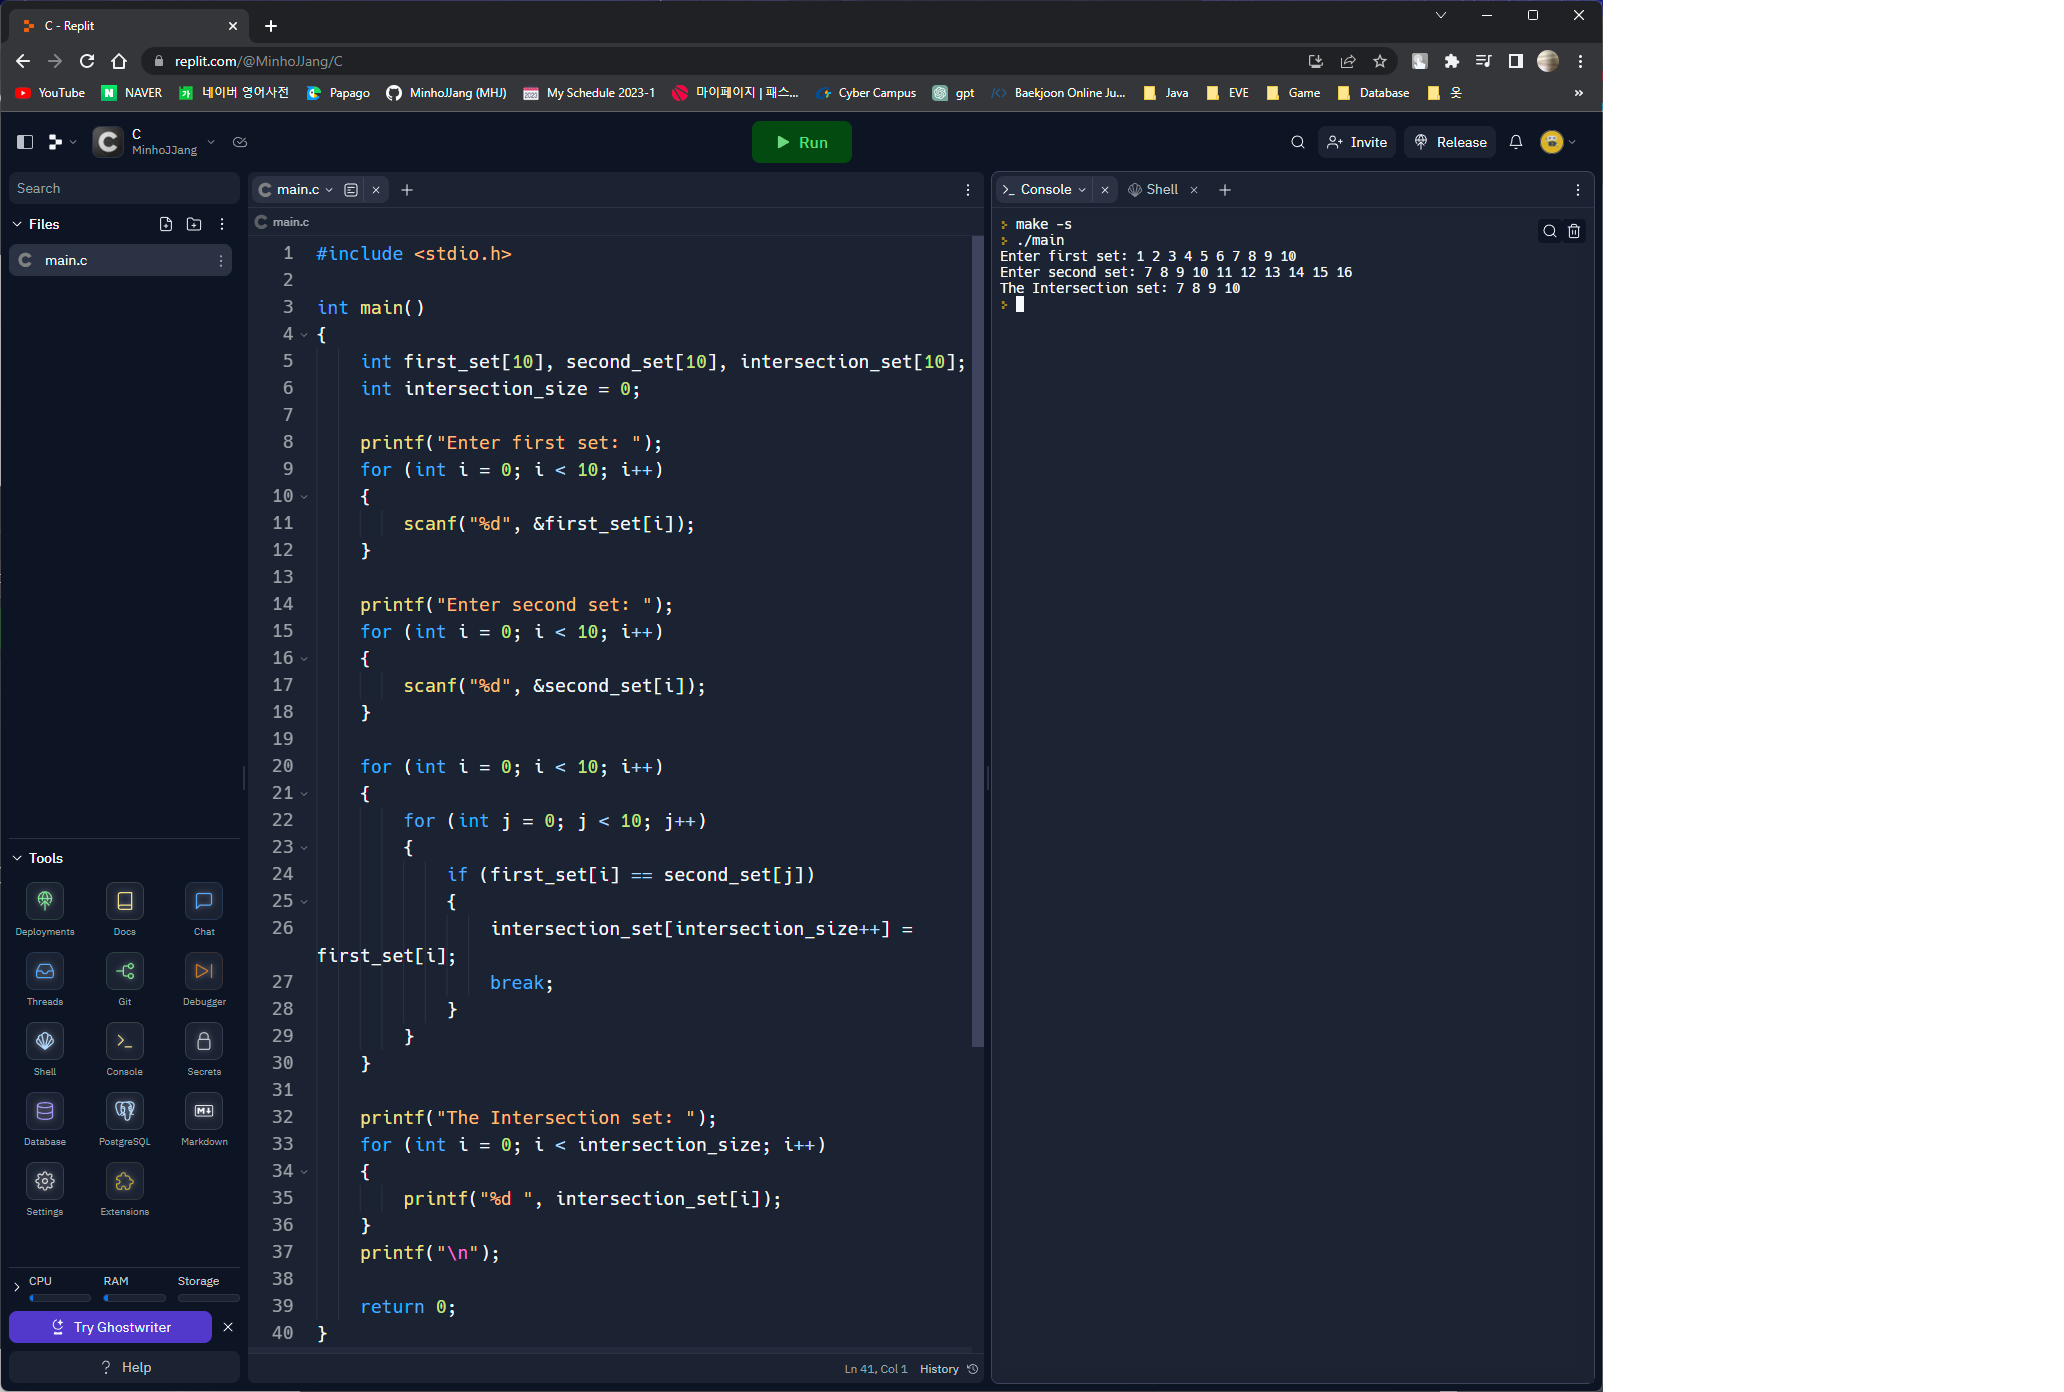 C - Replit
replit.com/@MinhoJJang/C
YouTube NAVER 네이버 영어사전 Papago MinhoJJang (MHJ) My Schedule 2023-1 마이페이지 | 패스... Cyber Campus gpt Baekjoon Online Ju... Java EVE Game Database 옷 »
C
MinhoJJang
Run
Invite
Release
Search
Files
main.c
main.c
main.c
1 #include <stdio.h>
2
3 int main()
4 {
5 int first_set[10], second_set[10], intersection_set[10];
6 int intersection_size = 0;
7
8 printf("Enter first set: ");
9 for (int i = 0; i < 10; i++)
10 {
11 scanf("%d", &first_set[i]);
12 }
13
14 printf("Enter second set: ");
15 for (int i = 0; i < 10; i++)
16 {
17 scanf("%d", &second_set[i]);
18 }
19
20 for (int i = 0; i < 10; i++)
21 {
22 for (int j = 0; j < 10; j++)
23 {
24 if (first_set[i] == second_set[j])
25 {
26 intersection_set[intersection_size++] =
first_set[i];
27 break;
28 }
29 }
30 }
31
32 printf("The Intersection set: ");
33 for (int i = 0; i < intersection_size; i++)
34 {
35 printf("%d ", intersection_set[i]);
36 }
37 printf("\n");
38
39 return 0;
40 }
Ln 41, Col 1 History
Console Shell
make -s
./main
Enter first set: 1 2 3 4 5 6 7 8 9 10
Enter second set: 7 8 9 10 11 12 13 14 15 16
The Intersection set: 7 8 9 10
Tools
Deployments Docs Chat
Threads Git Debugger
Shell Console Secrets
Database PostgreSQL Markdown
Settings Extensions
CPU RAM Storage
Try Ghostwriter
? Help